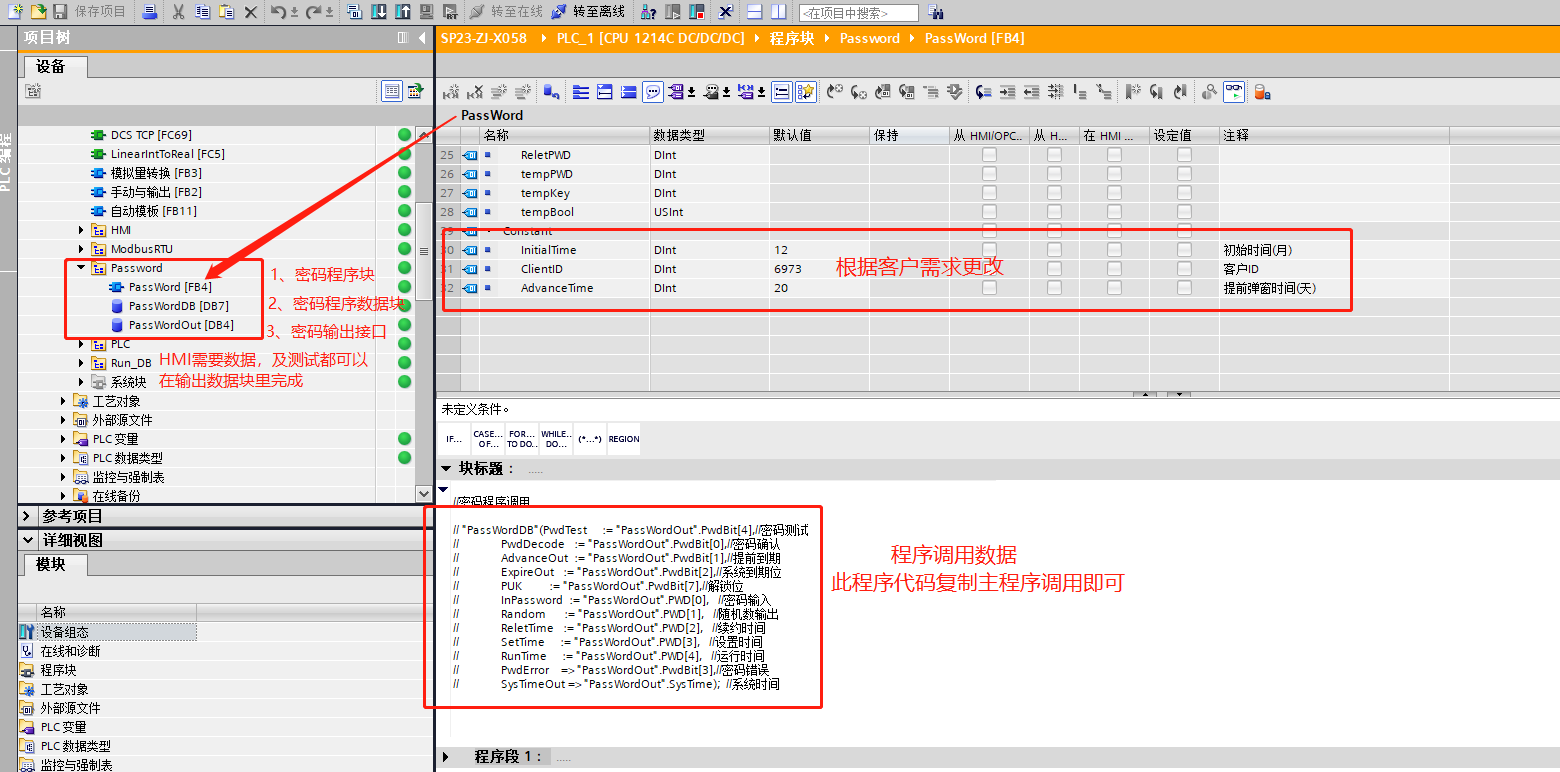 保存项目
转至在线
转至离线
<在项目中搜索>
项目树
SP23-ZJ-X058
PLC_1 [CPU 1214C DC/DC/DC]
程序块
Password
PassWord [FB4]
设备
PLC 编程
DCS TCP [FC69]
LinearIntToReal [FC5]
模拟量转换 [FB3]
手动与输出 [FB2]
自动模板 [FB11]
HMI
ModbusRTU
Password
PassWord [FB4]
PassWordDB [DB7]
PassWordOut [DB4]
PLC
Run_DB
系统块
工艺对象
外部源文件
PLC 变量
PLC 数据类型
监控与强制表
在线备份
1、密码程序块
2、密码程序数据块
3、密码输出接口
HMI需要数据，及测试都可以
在输出数据块里完成
参考项目
详细视图
模块
名称
设备组态
在线和诊断
程序块
工艺对象
外部源文件
PLC 变量
PLC 数据类型
监控与强制表
PassWord
名称 数据类型 默认值 保持 从 HMI/OPC... 从 H... 在 HMI ... 设定值 注释
25 ReletPWD DInt
26 tempPWD DInt
27 tempKey DInt
28 tempBool USInt
29 Constant
30 InitialTime DInt 12 初始时间(月)
31 ClientID DInt 6973 客户ID
32 AdvanceTime DInt 20 提前弹窗时间(天)
根据客户需求更改
未定义条件。
IF... CASE... OF... FOR... TO DO... WHILE... DO... (*...*) REGION
块标题： .....
//密码程序调用
// "PassWordDB"(PwdTest := "PassWordOut".PwdBit[4],//密码测试
// PwdDecode := "PassWordOut".PwdBit[0],//密码确认
// AdvanceOut := "PassWordOut".PwdBit[1],//提前到期
// ExpireOut := "PassWordOut".PwdBit[2],//系统到期位
// PUK := "PassWordOut".PwdBit[7],//解锁位
// InPassword := "PassWordOut".PWD[0], //密码输入
// Random := "PassWordOut".PWD[1], //随机数输出
// ReletTime := "PassWordOut".PWD[2], //续约时间
// SetTime := "PassWordOut".PWD[3], //设置时间
// RunTime := "PassWordOut".PWD[4], //运行时间
// PwdError => "PassWordOut".PwdBit[3],//密码错误
// SysTimeOut => "PassWordOut".SysTime); //系统时间
程序调用数据
此程序代码复制主程序调用即可
程序段 1： .....